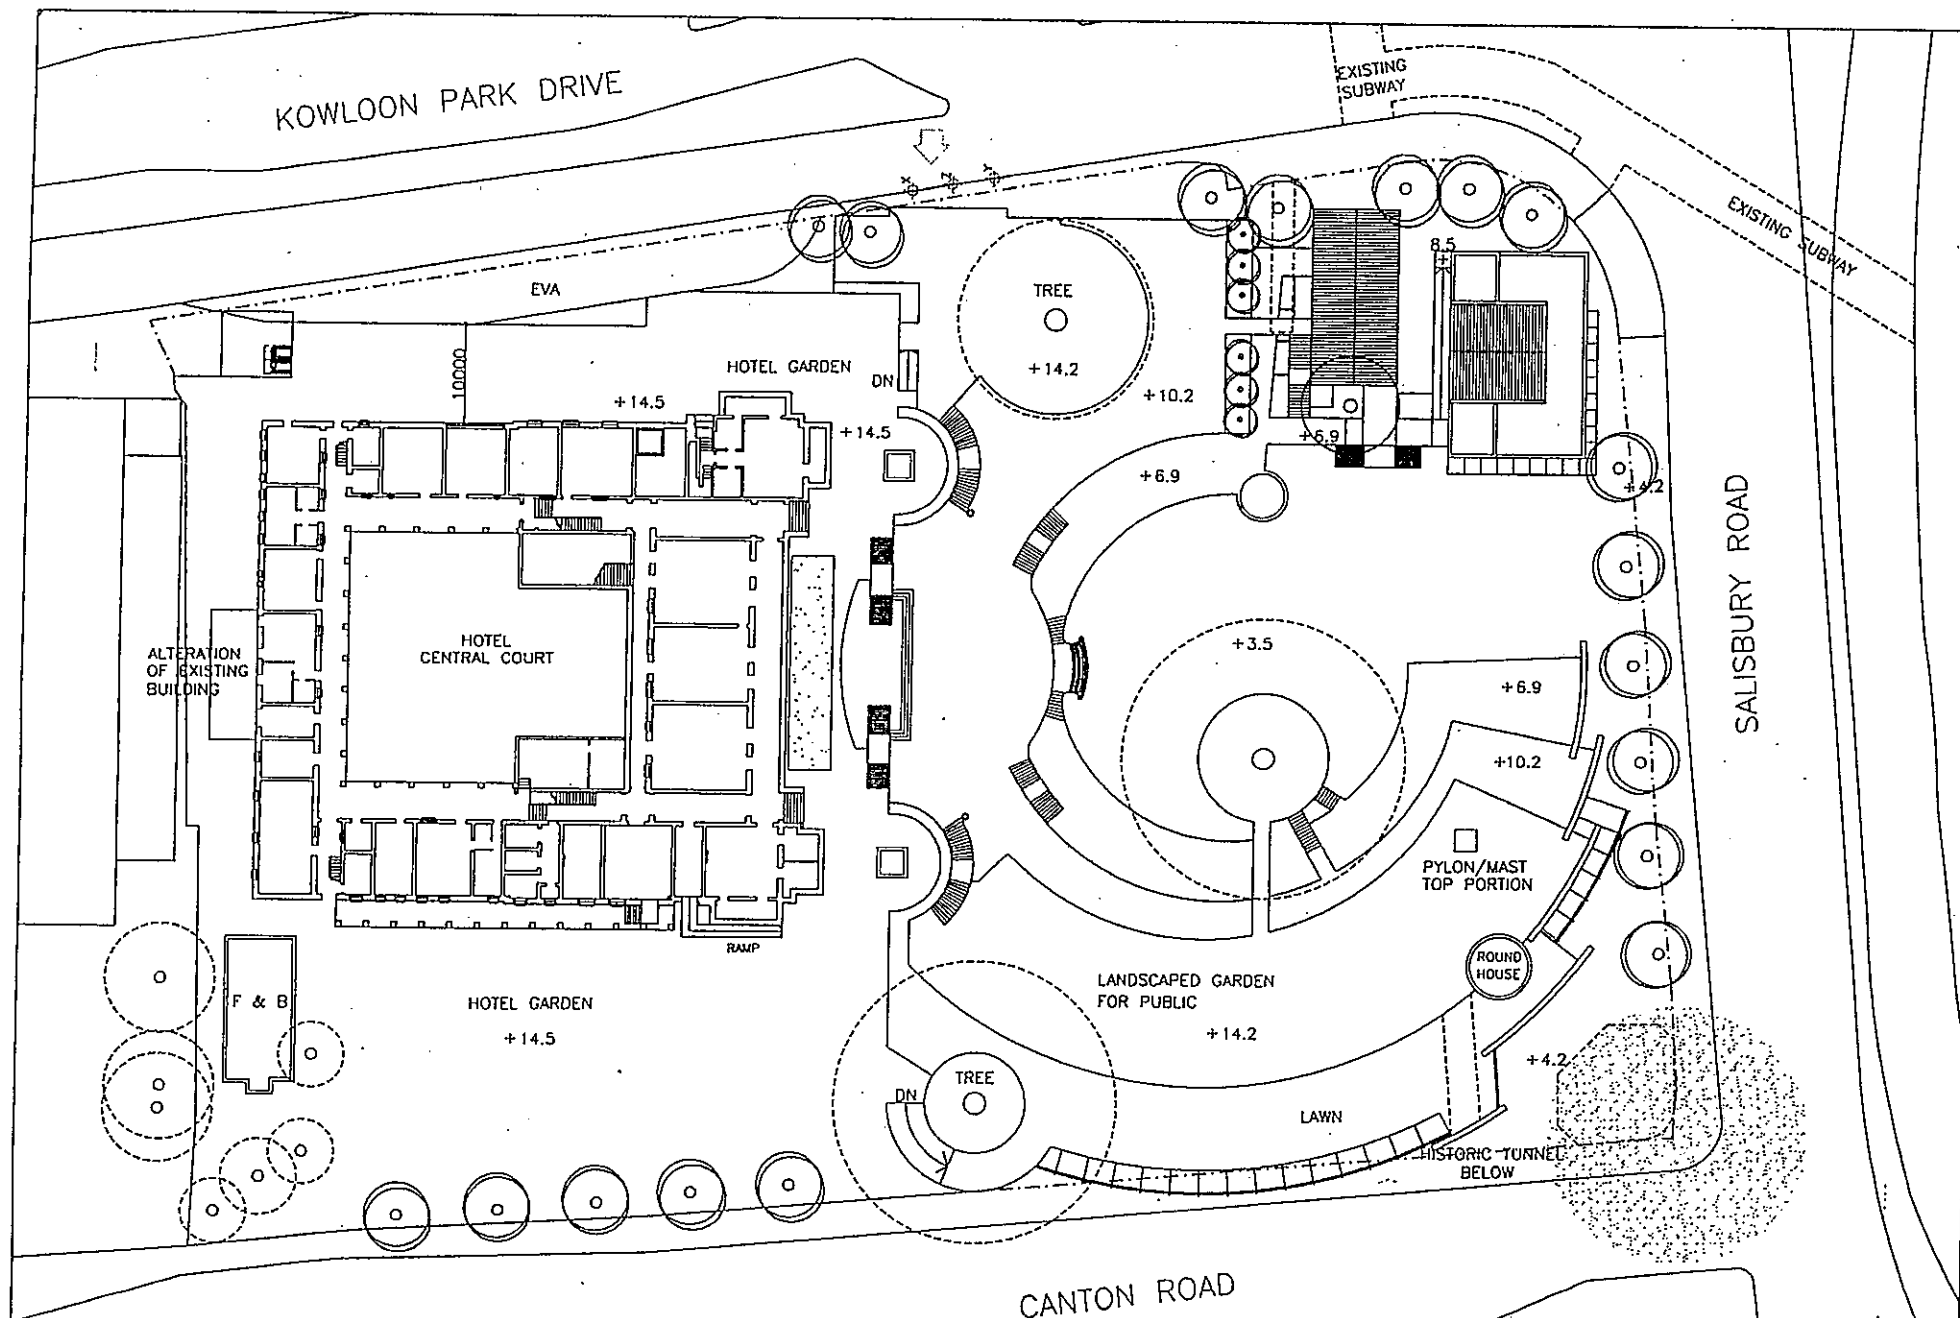 KOWLOON PARK DRIVE
EXISTING
SUBWAY
X
Z
Y
EXISTING SUBWAY
8.5
EVA
TREE
+14.2
HOTEL GARDEN
DN
10000
+14.5
+14.5
+10.2
+6.9
+6.9
+4.2
SALISBURY ROAD
HOTEL
CENTRAL COURT
ALTERATION
OF EXISTING
BUILDING
+3.5
+6.9
+10.2
PYLON/MAST
TOP PORTION
RAMP
ROUND
HOUSE
F & B
HOTEL GARDEN
+14.5
LANDSCAPED GARDEN
FOR PUBLIC
+14.2
+4.2
TREE
DN
LAWN
HISTORIC TUNNEL
BELOW
CANTON ROAD